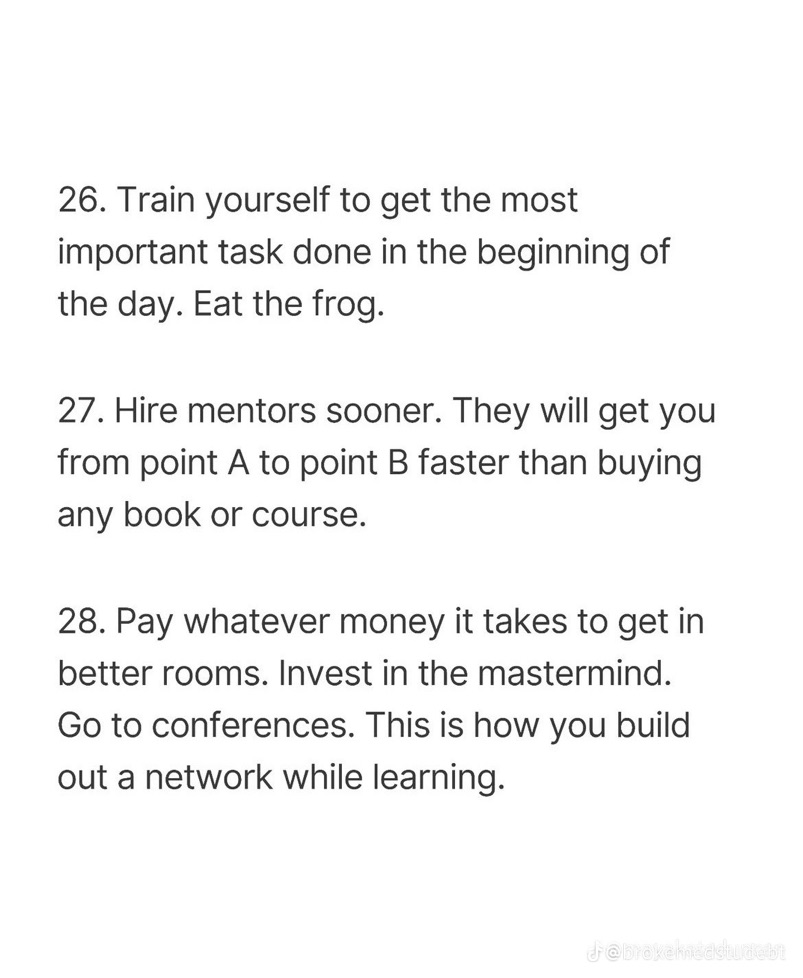 26. Train yourself to get the most
important task done in the beginning of
the day. Eat the frog.
27. Hire mentors sooner. They will get you
from point A to point B faster than buying
any book or course.
28. Pay whatever money it takes to get in
better rooms. Invest in the mastermind.
Go to conferences. This is how you build
out a network while learning.